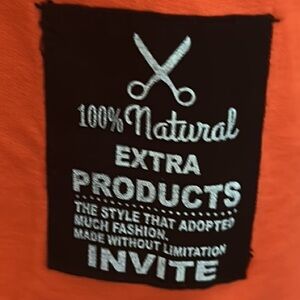 100% Natural
EXTRA
PRODUCTS
THE STYLE THAT ADOPTED
MUCH FASHION.
MADE WITHOUT LIMITATION
INVITE